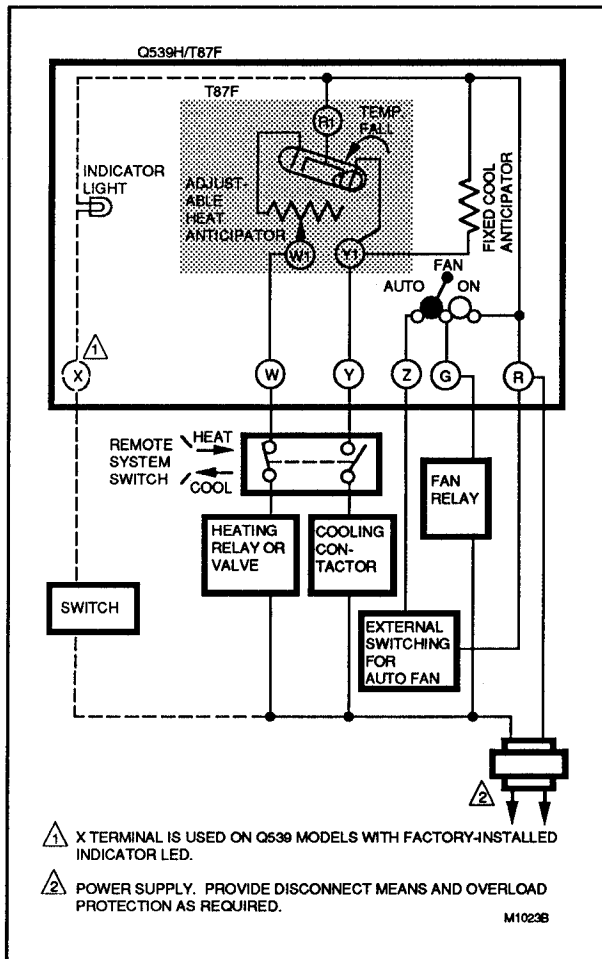 Q539H/T87F
T87F
R1
TEMP.
FALL
INDICATOR
LIGHT
ADJUST-
ABLE HEAT
ANTICIPATOR
FIXED COOL
ANTICIPATOR
W1
Y1
FAN
AUTO
ON
1
X
W
Y
Z
G
R
REMOTE
SYSTEM
SWITCH
HEAT
COOL
FAN
RELAY
HEATING
RELAY OR
VALVE
COOLING
CON-
TACTOR
SWITCH
EXTERNAL
SWITCHING
FOR
AUTO FAN
2
1 X TERMINAL IS USED ON Q539 MODELS WITH FACTORY-INSTALLED
INDICATOR LED.
2 POWER SUPPLY. PROVIDE DISCONNECT MEANS AND OVERLOAD
PROTECTION AS REQUIRED.
M1023B